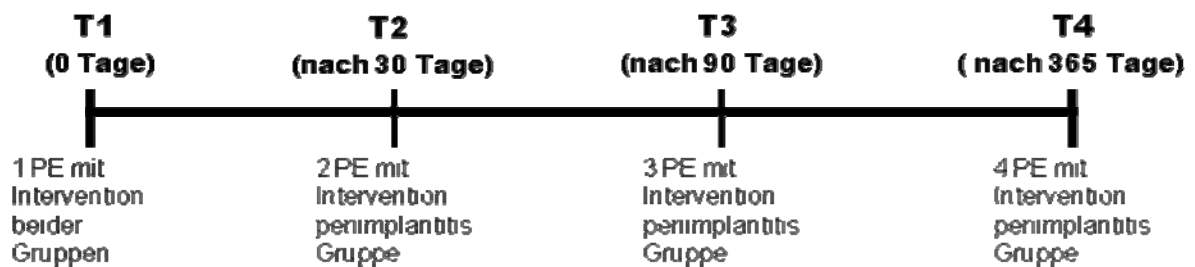 T1
(0 Tage)
T2
(nach 30 Tage)
T3
(nach 90 Tage)
T4
( nach 365 Tage)
1 PE mit
Intervention
beider
Gruppen
2 PE mit
Intervention
periimplantitis
Gruppe
3 PE mit
Intervention
periimplantitis
Gruppe
4 PE mit
Intervention
periimplantitis
Gruppe